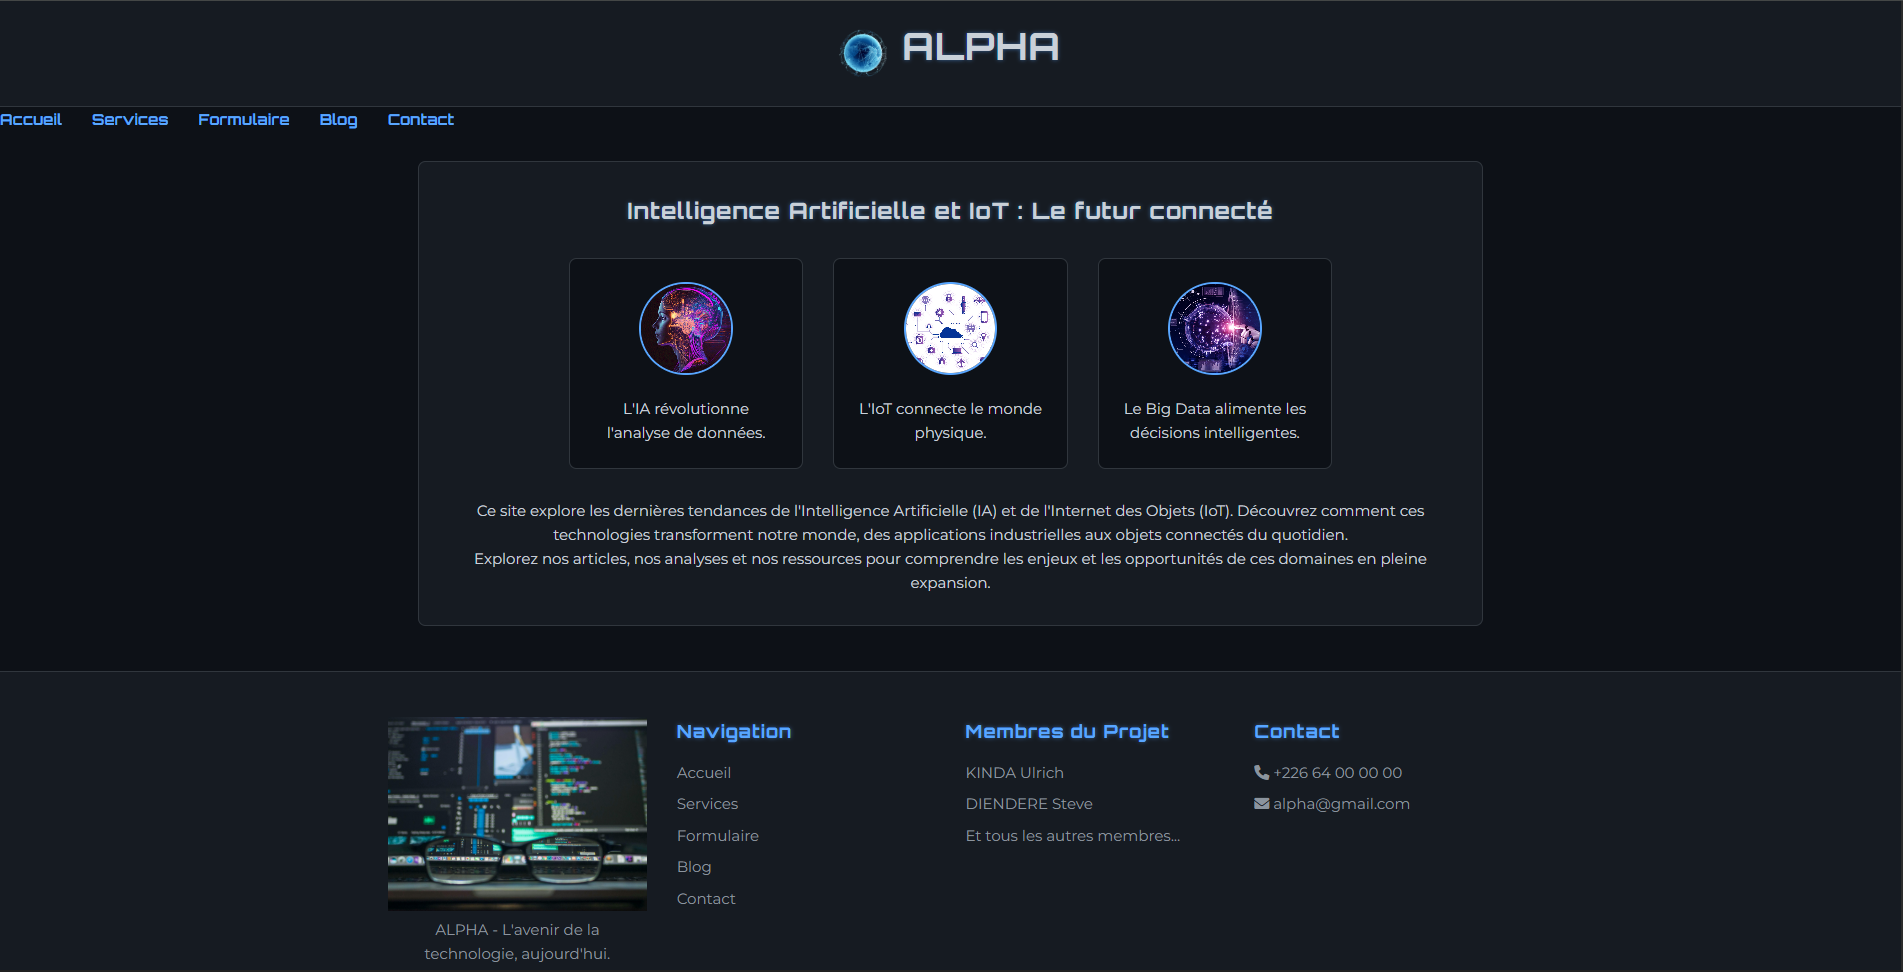 ALPHA
Accueil Services Formulaire Blog Contact
Intelligence Artificielle et IoT : Le futur connecté
L'IA révolutionne
l'analyse de données.
L'IoT connecte le monde
physique.
Le Big Data alimente les
décisions intelligentes.
Ce site explore les dernières tendances de l'Intelligence Artificielle (IA) et de l'Internet des Objets (IoT). Découvrez comment ces
technologies transforment notre monde, des applications industrielles aux objets connectés du quotidien.
Explorez nos articles, nos analyses et nos ressources pour comprendre les enjeux et les opportunités de ces domaines en pleine
expansion.
ALPHA - L'avenir de la
technologie, aujourd'hui.
Navigation
Accueil
Services
Formulaire
Blog
Contact
Membres du Projet
KINDA Ulrich
DIENDERE Steve
Et tous les autres membres...
Contact
+226 64 00 00 00
alpha@gmail.com